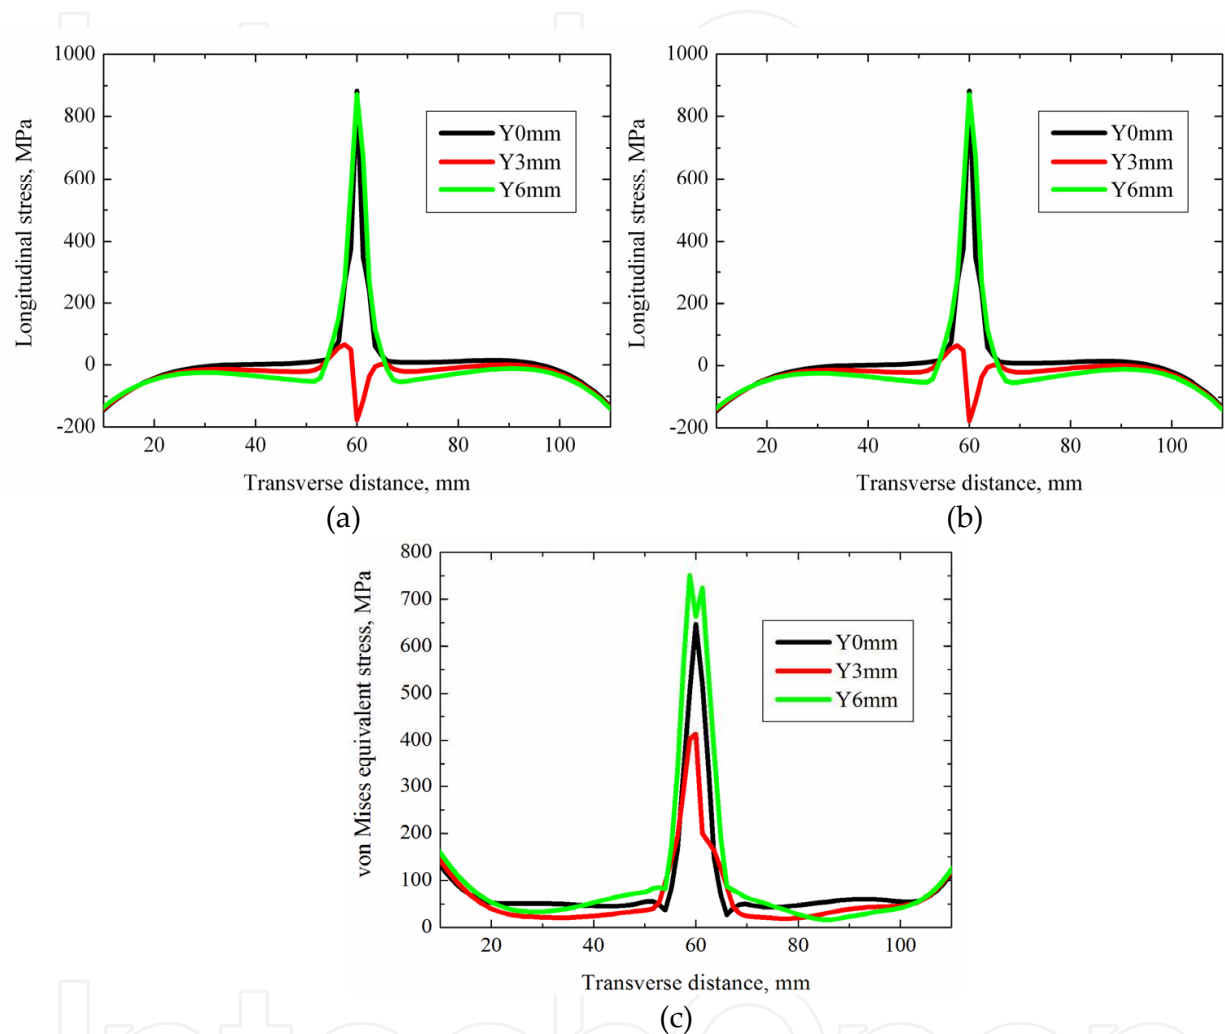 1000
800
600
400
200
0
-200
Longitudinal stress, MPa
Y0mm
Y3mm
Y6mm
20 40 60 80 100
Transverse distance, mm
(a)
1000
800
600
400
200
0
-200
Longitudinal stress, MPa
Y0mm
Y3mm
Y6mm
20 40 60 80 100
Transverse distance, mm
(b)
800
700
600
500
400
300
200
100
0
von Mises equivalent stress, MPa
Y0mm
Y3mm
Y6mm
20 40 60 80 100
Transverse distance, mm
(c)